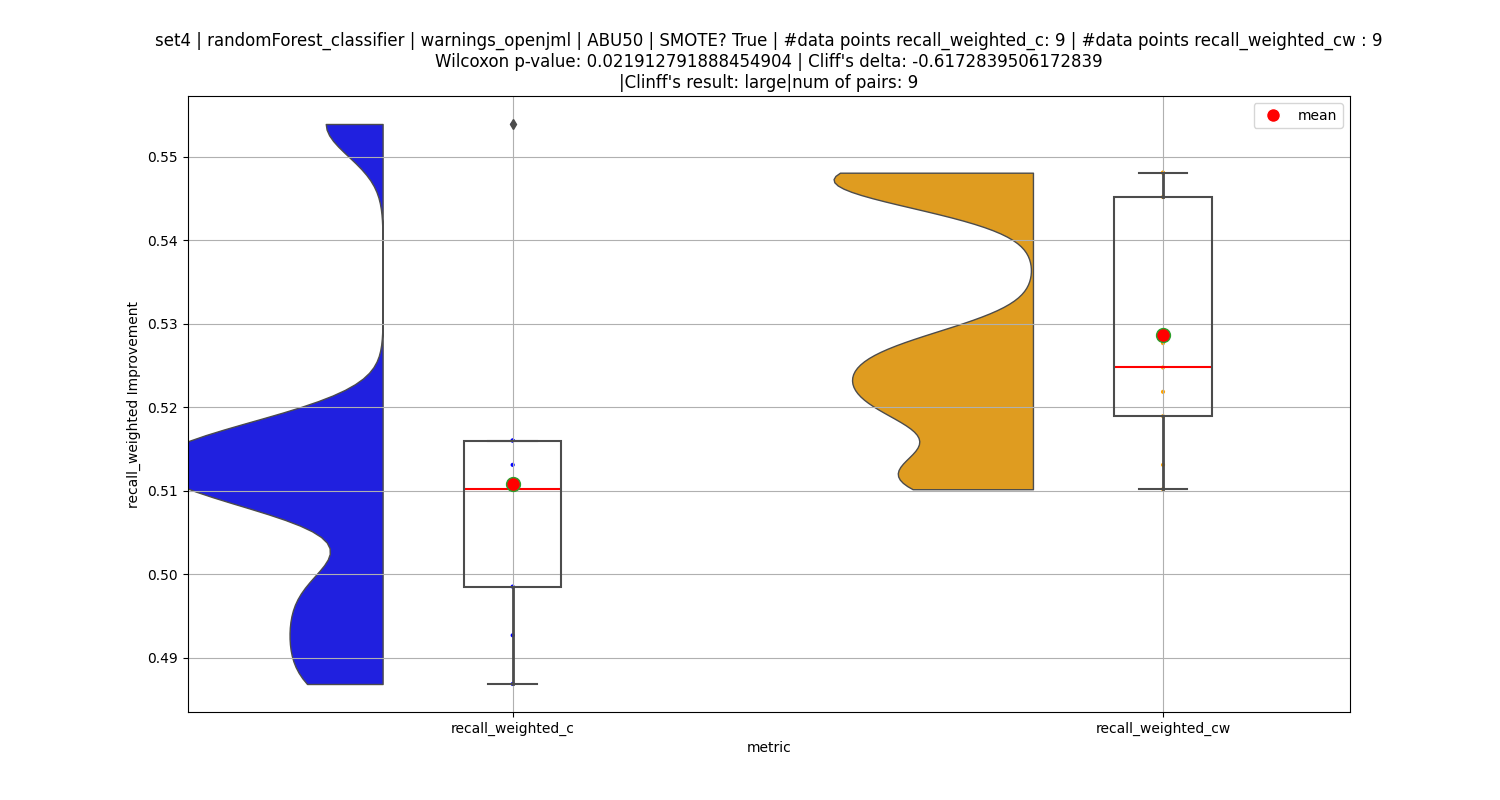 set4 | randomForest_classifier | warnings_openjml | ABU50 | SMOTE? True | #data points recall_weighted_c: 9 | #data points recall_weighted_cw : 9
Wilcoxon p-value: 0.021912791888454904 | Cliff's delta: -0.6172839506172839
|Clinff's result: large|num of pairs: 9
mean
0.55
0.54
0.53
0.52
0.51
0.50
0.49
recall_weighted Improvement
recall_weighted_c
recall_weighted_cw
metric